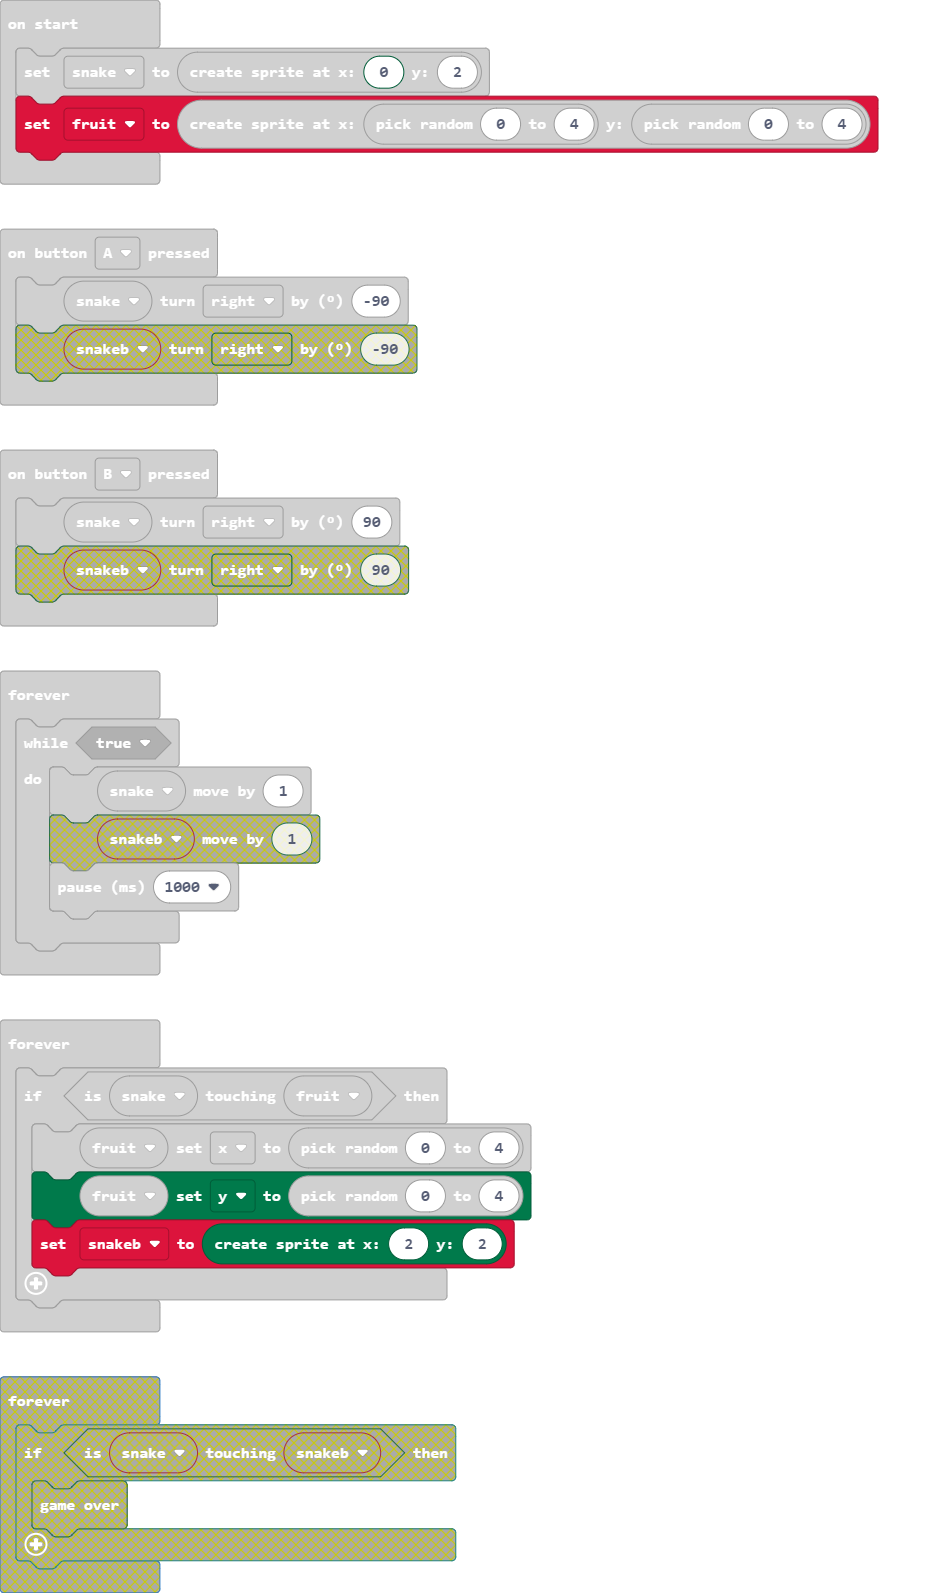 on start
set snake to create sprite at x: 0 y: 2
set fruit to create sprite at x: pick random 0 to 4 y: pick random 0 to 4
on button A pressed
snake turn right by (º) -90
snakeb turn right by (º) -90
on button B pressed
snake turn right by (º) 90
snakeb turn right by (º) 90
forever
while true
do
snake move by 1
snakeb move by 1
pause (ms) 1000
forever
if is snake touching fruit then
fruit set x to pick random 0 to 4
fruit set y to pick random 0 to 4
set snakeb to create sprite at x: 2 y: 2
forever
if is snake touching snakeb then
game over